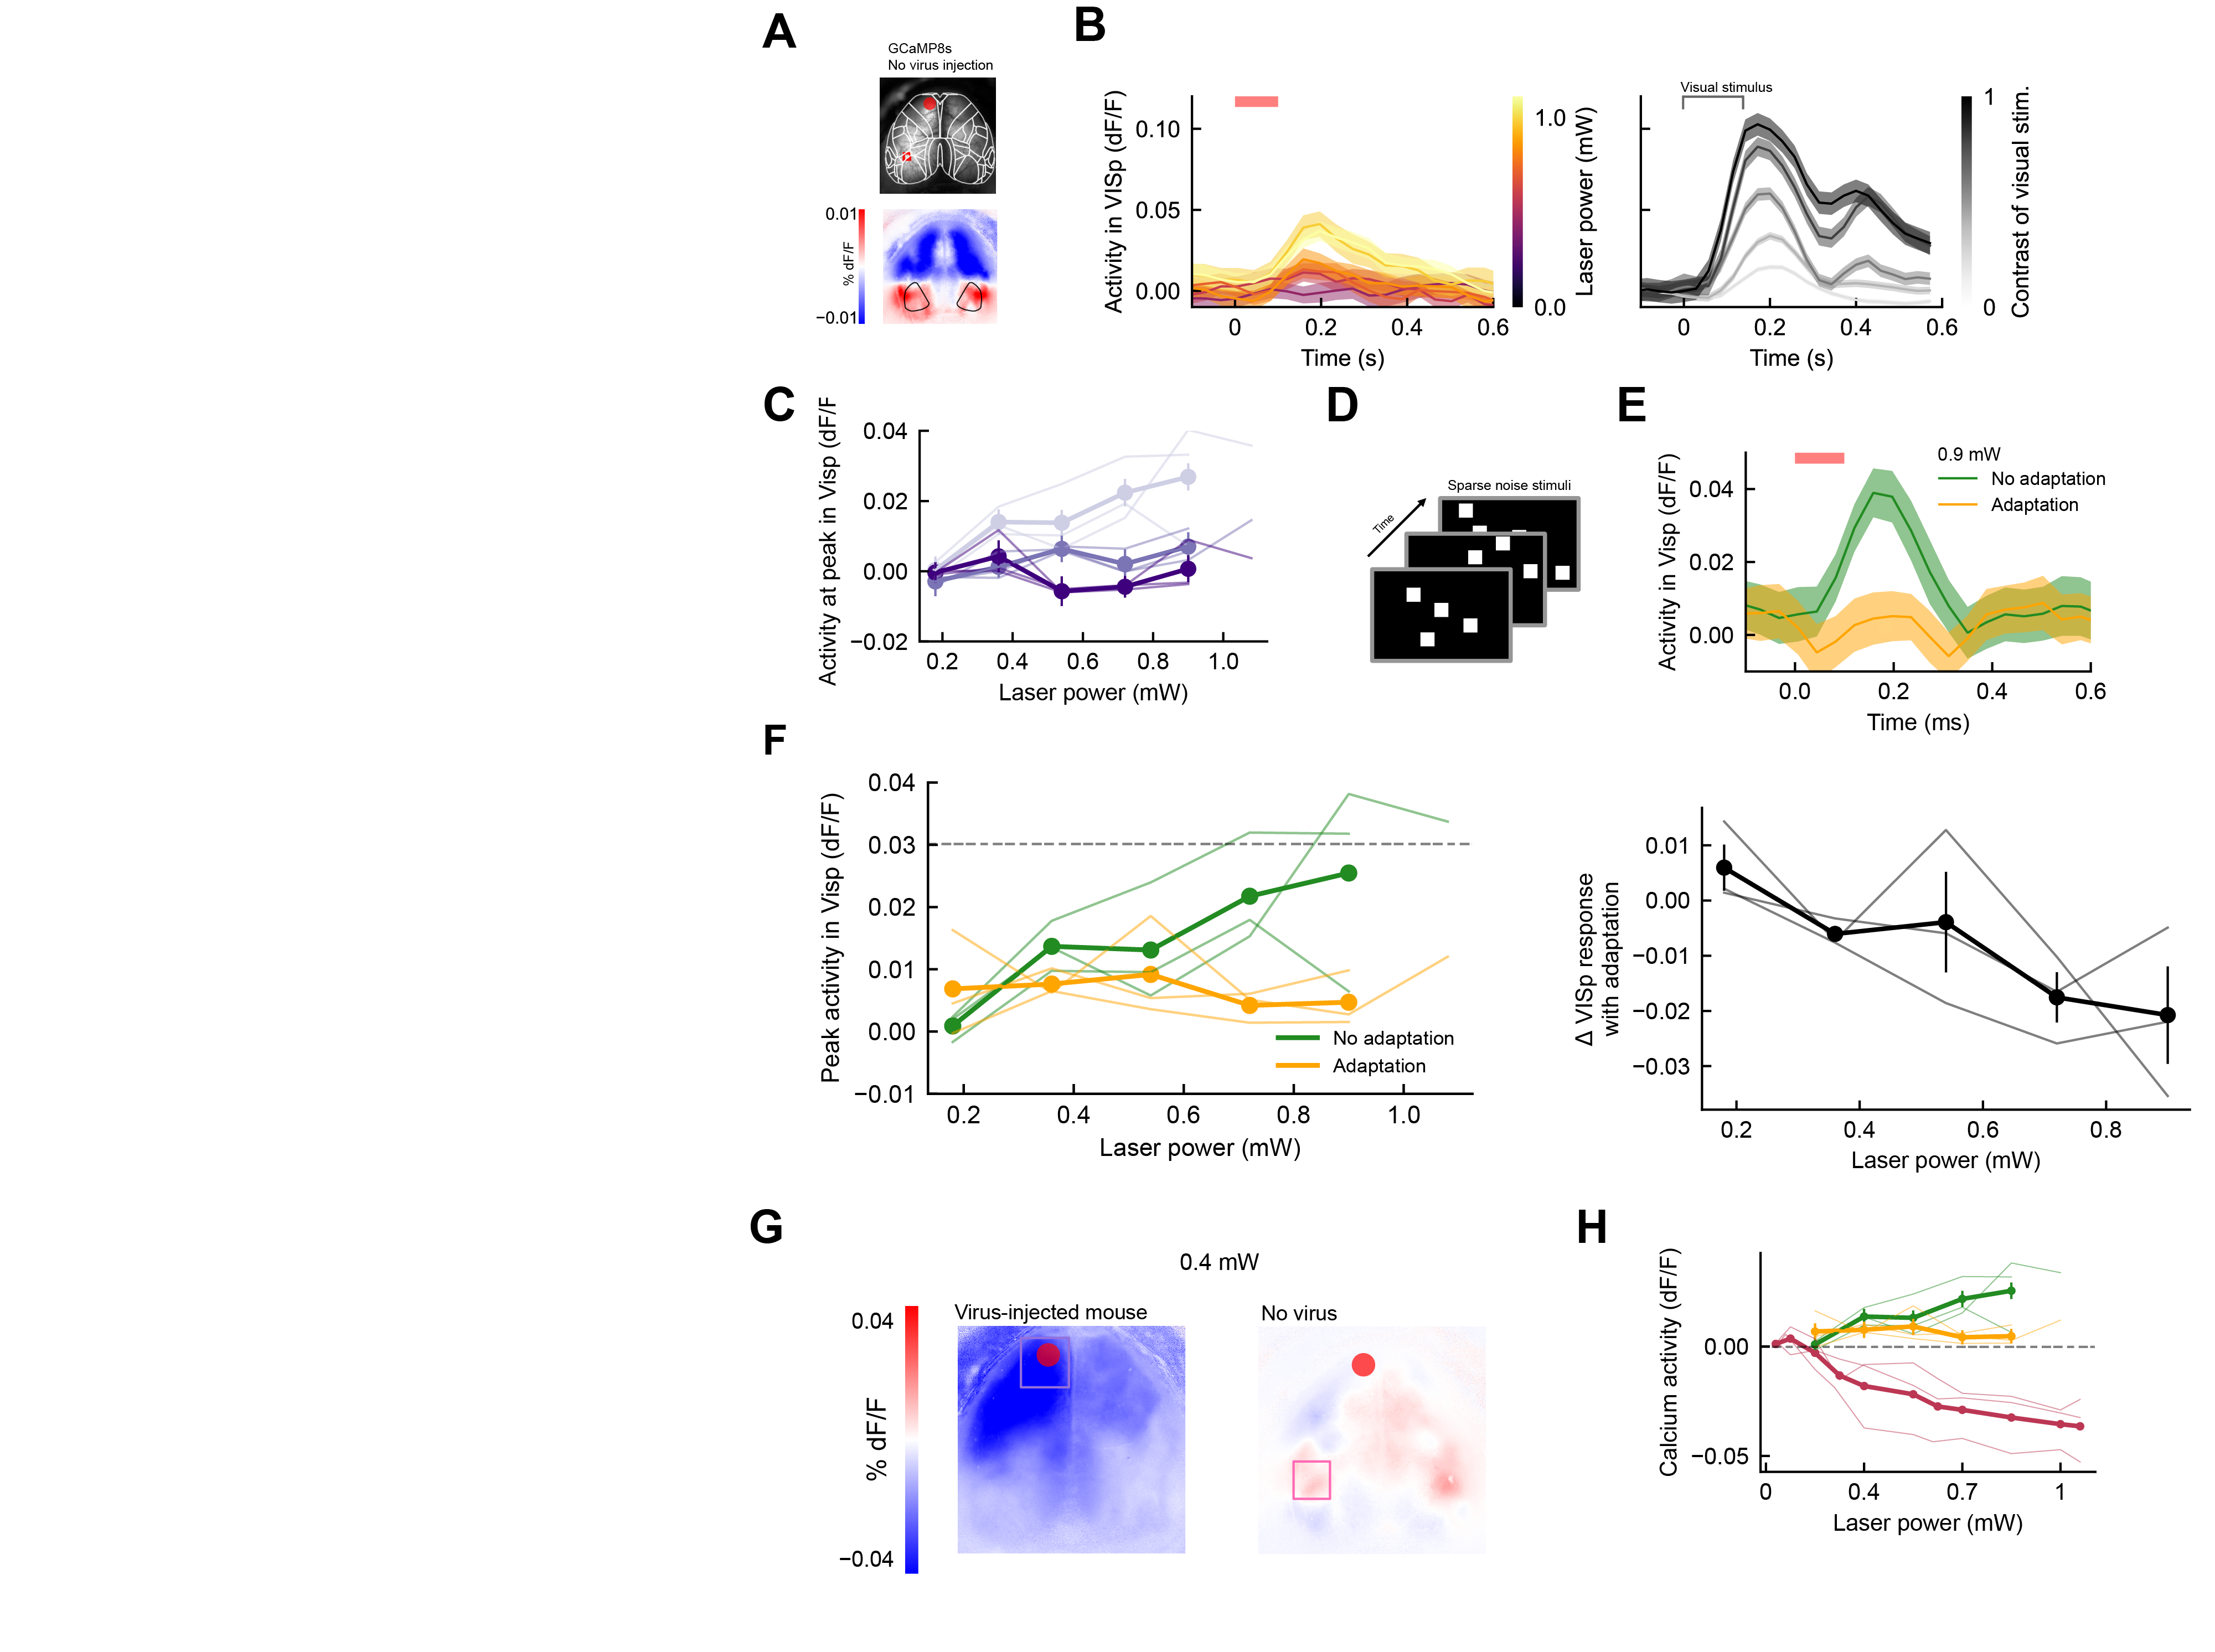 A
GCaMP8s
No virus injection
0.01
% dF/F
−0.01
B
Activity in VISp (dF/F)
0.10
0.05
0.00
0
0.2
0.4
0.6
Time (s)
1.0
0.0
Laser power (mW)
Visual stimulus
0
0.2
0.4
0.6
Time (s)
1
0
Contrast of visual stim.
C
Activity at peak in Visp (dF/F
0.04
0.02
0.00
−0.02
0.2
0.4
0.6
0.8
1.0
Laser power (mW)
D
Sparse noise stimuli
Time
E
Activity in Visp (dF/F)
0.04
0.02
0.00
0.9 mW
No adaptation
Adaptation
0.0
0.2
0.4
0.6
Time (ms)
F
Peak activity in Visp (dF/F)
0.04
0.03
0.02
0.01
0.00
−0.01
No adaptation
Adaptation
0.2
0.4
0.6
0.8
1.0
Laser power (mW)
Δ VISp response
with adaptation
0.01
0.00
−0.01
−0.02
−0.03
0.2
0.4
0.6
0.8
Laser power (mW)
G
0.4 mW
0.04
% dF/F
−0.04
Virus-injected mouse
No virus
H
Calcium activity (dF/F)
0.00
−0.05
0
0.4
0.7
1
Laser power (mW)